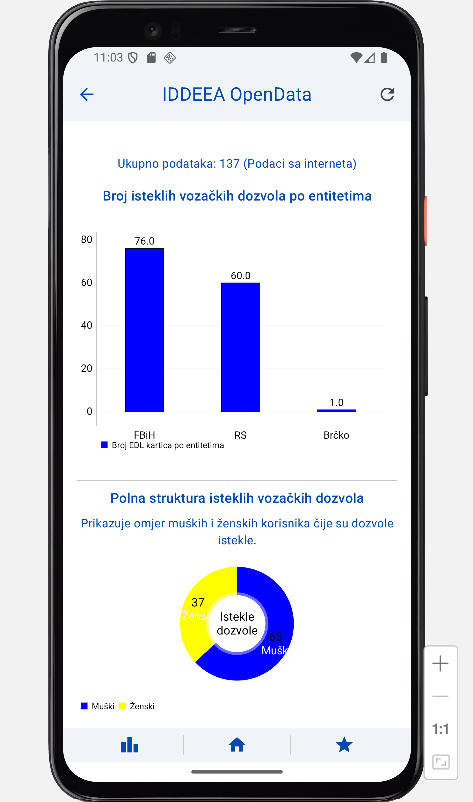 11:03
IDDEEA OpenData
Ukupno podataka: 137 (Podaci sa interneta)
Broj isteklih vozačkih dozvola po entitetima
80
60
40
20
0
76.0
60.0
1.0
FBiH
RS
Brčko
Broj EDL kartica po entitetima
Polna struktura isteklih vozačkih dozvola
Prikazuje omjer muških i ženskih korisnika čije su dozvole
istekle.
37
Ženski
Istekle
dozvole
63
Muški
Muški
Ženski
1:1